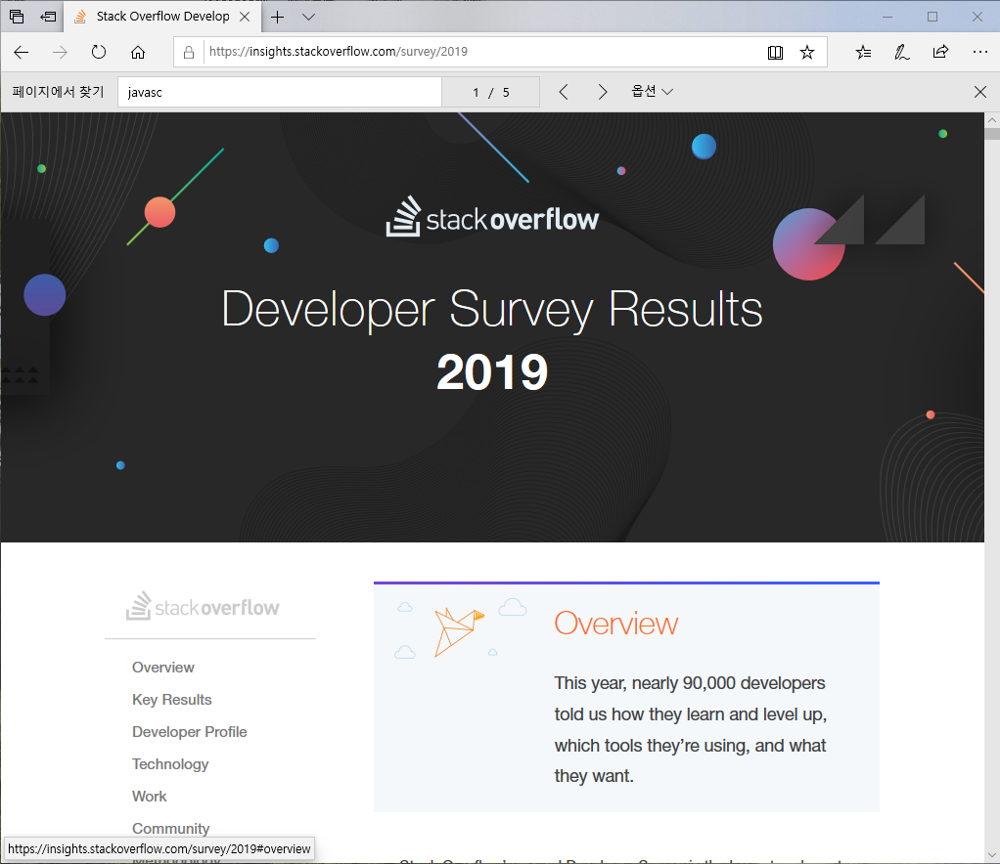 Stack Overflow Develop
https://insights.stackoverflow.com/survey/2019
페이지에서 찾기
javasc
1 / 5
옵션
stackoverflow
Developer Survey Results
2019
stackoverflow
Overview
Key Results
Developer Profile
Technology
Work
Community
Overview
This year, nearly 90,000 developers
told us how they learn and level up,
which tools they’re using, and what
they want.
https://insights.stackoverflow.com/survey/2019#overview